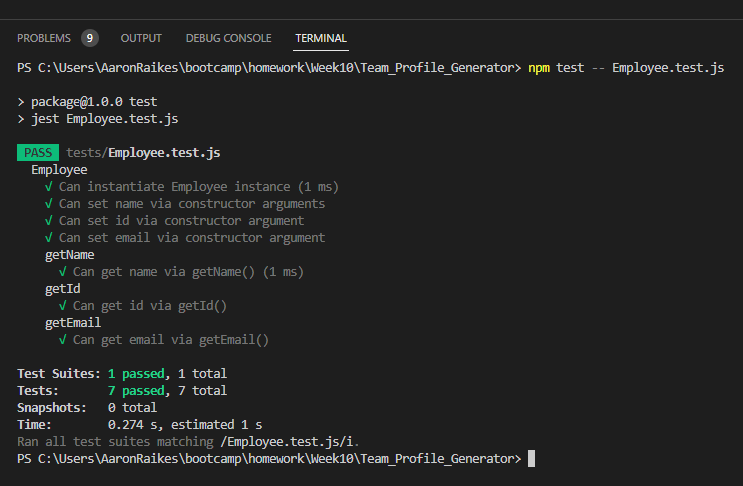 PROBLEMS 9 OUTPUT DEBUG CONSOLE TERMINAL
PS C:\Users\AaronRaikes\bootcamp\homework\Week10\Team_Profile_Generator> npm test -- Employee.test.js
> package@1.0.0 test
> jest Employee.test.js
PASS tests/Employee.test.js
Employee
√ Can instantiate Employee instance (1 ms)
√ Can set name via constructor arguments
√ Can set id via constructor argument
√ Can set email via constructor argument
getName
√ Can get name via getName() (1 ms)
getId
√ Can get id via getId()
getEmail
√ Can get email via getEmail()
Test Suites: 1 passed, 1 total
Tests: 7 passed, 7 total
Snapshots: 0 total
Time: 0.274 s, estimated 1 s
Ran all test suites matching /Employee.test.js/i.
PS C:\Users\AaronRaikes\bootcamp\homework\Week10\Team_Profile_Generator>